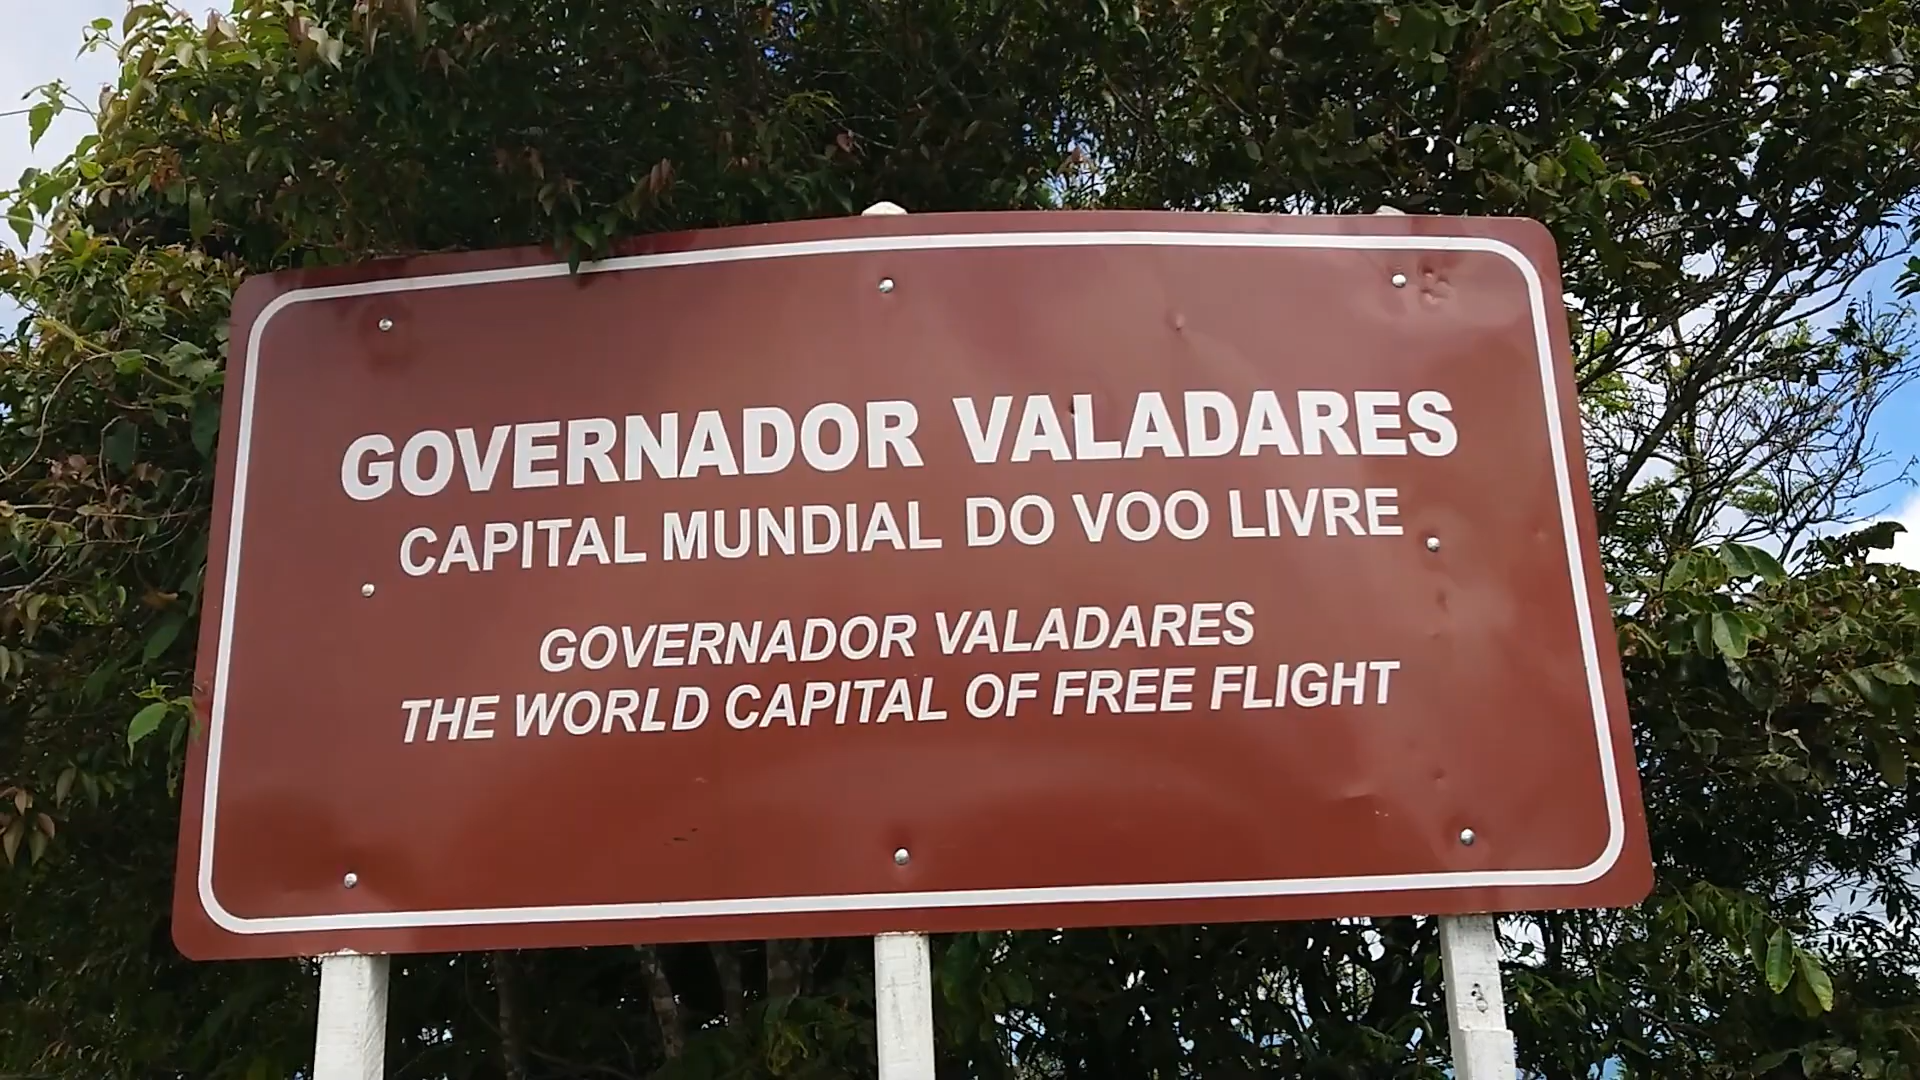 GOVERNADOR VALADARES
CAPITAL MUNDIAL DO VOO LIVRE
GOVERNADOR VALADARES
THE WORLD CAPITAL OF FREE FLIGHT